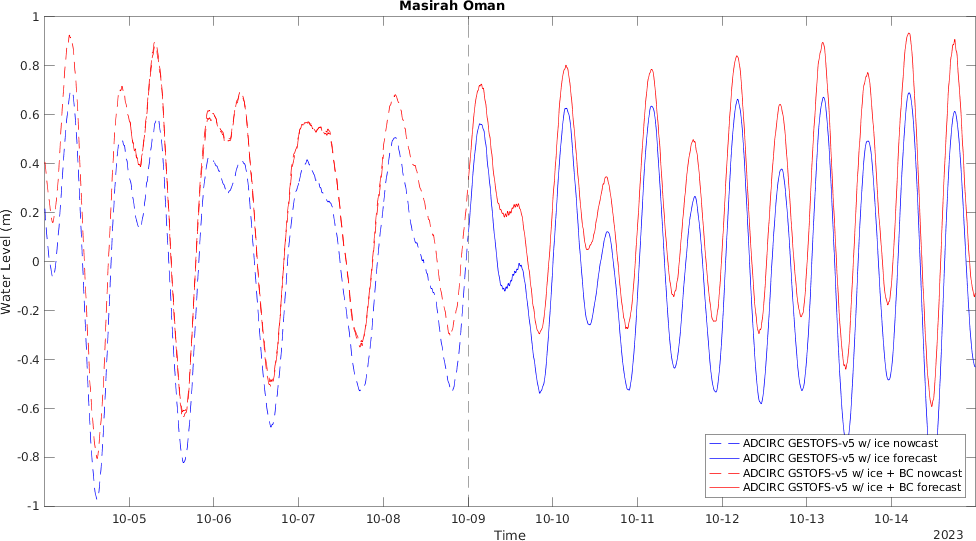 Masirah Oman
1
0.8
0.6
0.4
0.2
0
-0.2
-0.4
-0.6
-0.8
-1
Water Level (m)
ADCIRC GESTOFS-v5 w/ ice nowcast
ADCIRC GESTOFS-v5 w/ ice forecast
ADCIRC GSTOFS-v5 w/ ice + BC nowcast
ADCIRC GSTOFS-v5 w/ ice + BC forecast
10-05 10-06 10-07 10-08 10-09 10-10 10-11 10-12 10-13 10-14
Time
2023